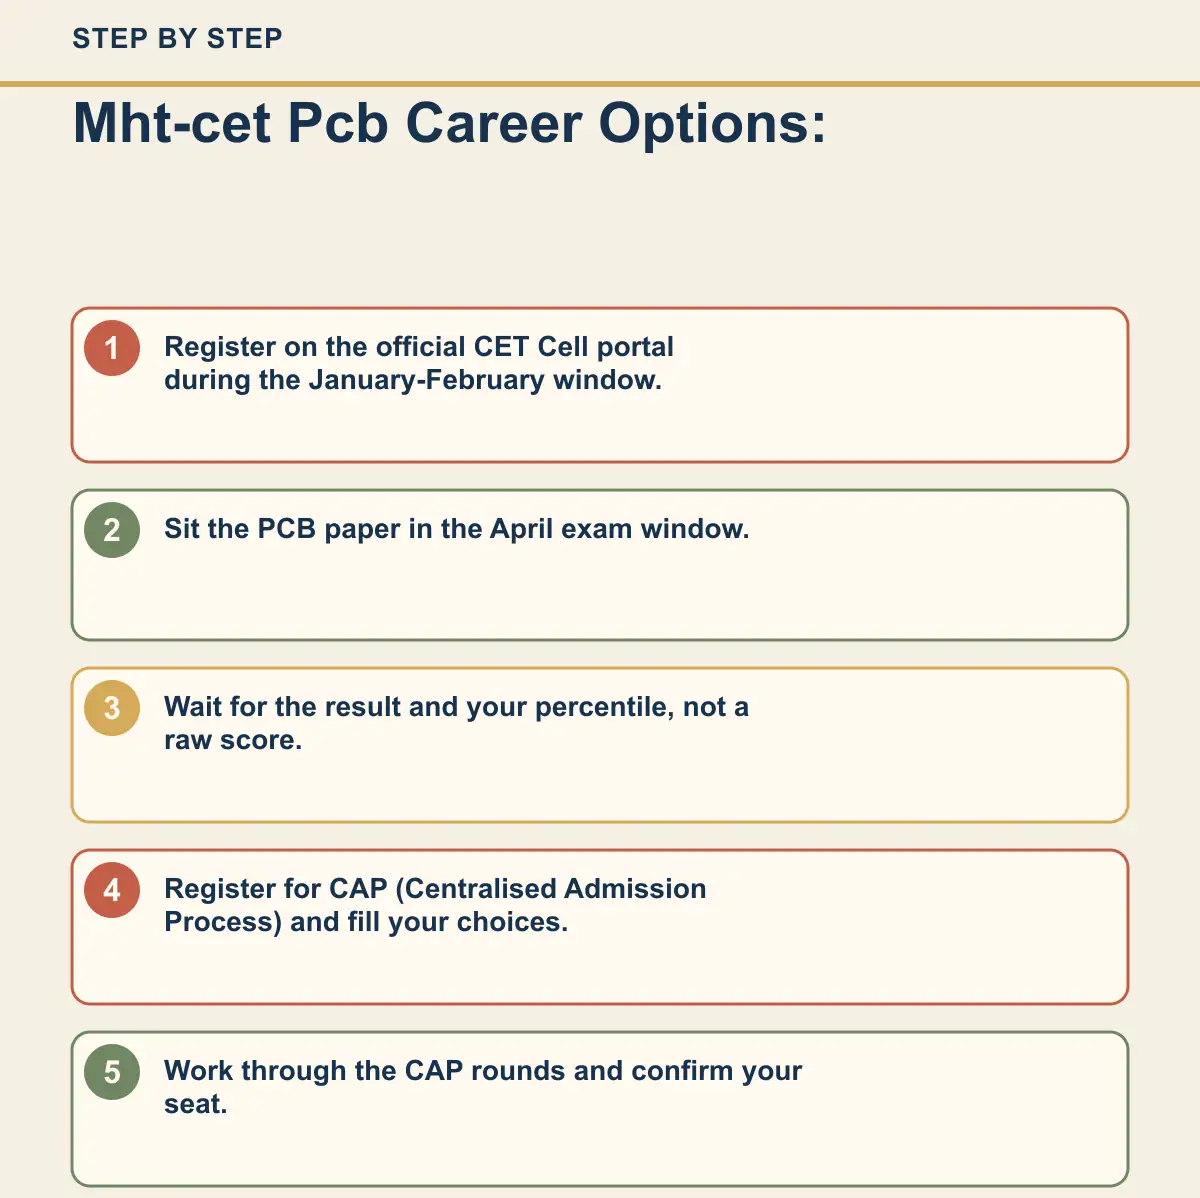 STEP BY STEP
Mht-cet Pcb Career Options:
1
Register on the official CET Cell portal
during the January-February window.
2
Sit the PCB paper in the April exam window.
3
Wait for the result and your percentile, not a
raw score.
4
Register for CAP (Centralised Admission
Process) and fill your choices.
5
Work through the CAP rounds and confirm your
seat.